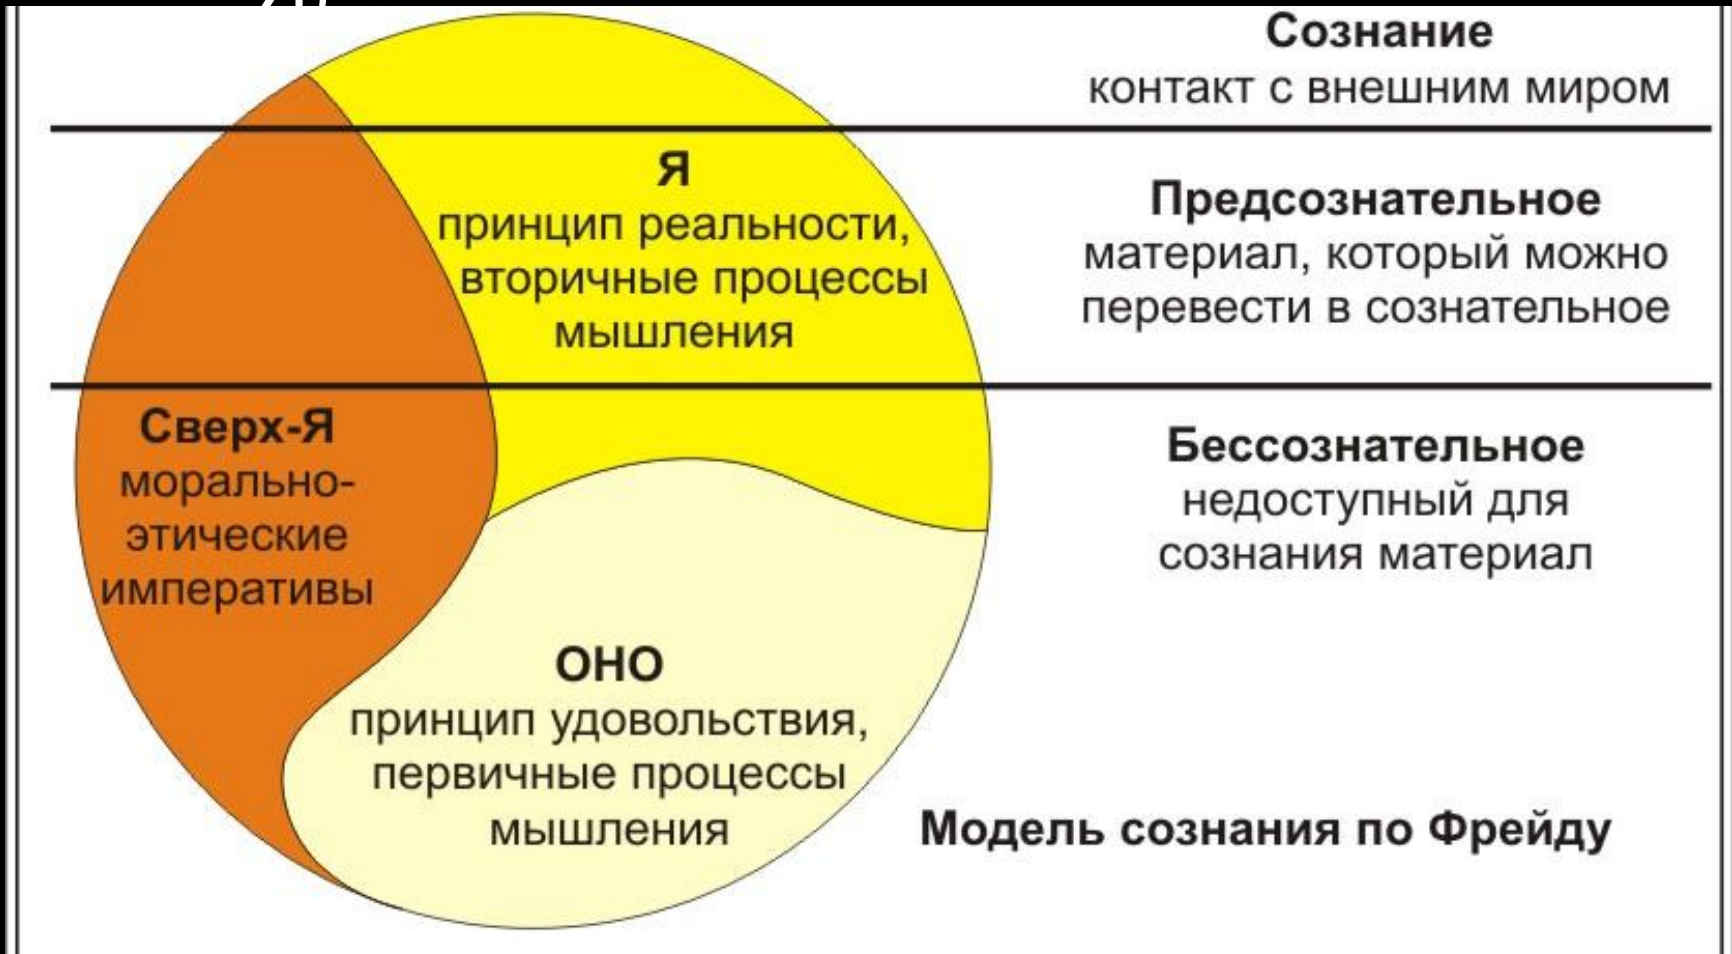 Сознание
контакт с внешним миром
Я
принцип реальности,
вторичные процессы
мышления
Предсознательное
материал, который можно
перевести в сознательное
Сверх-Я
морально-
этические
императивы
Бессознательное
недоступный для
сознания материал
ОНО
принцип удовольствия,
первичные процессы
мышления
Модель сознания по Фрейду